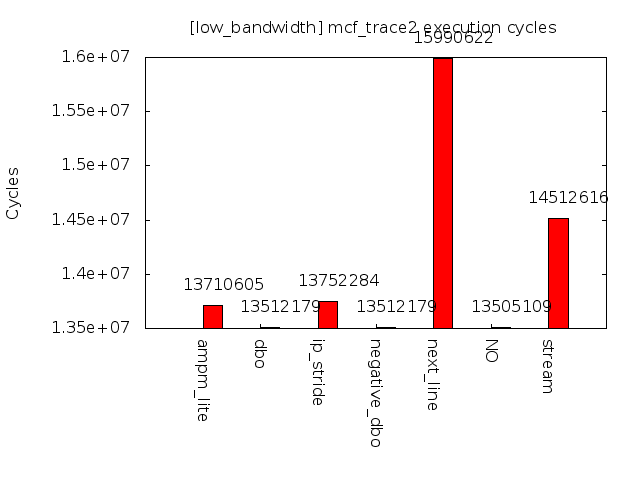 [low_bandwidth] mcf_trace2 execution cycles
15990622
1.6e+07
1.55e+07
1.5e+07
Cycles
14512616
1.45e+07
13710605
13752284
1.4e+07
13512179
13512179
13505109
1.35e+07
ampm_lite
dbo
ip_stride
negative_dbo
next_line
NO
stream